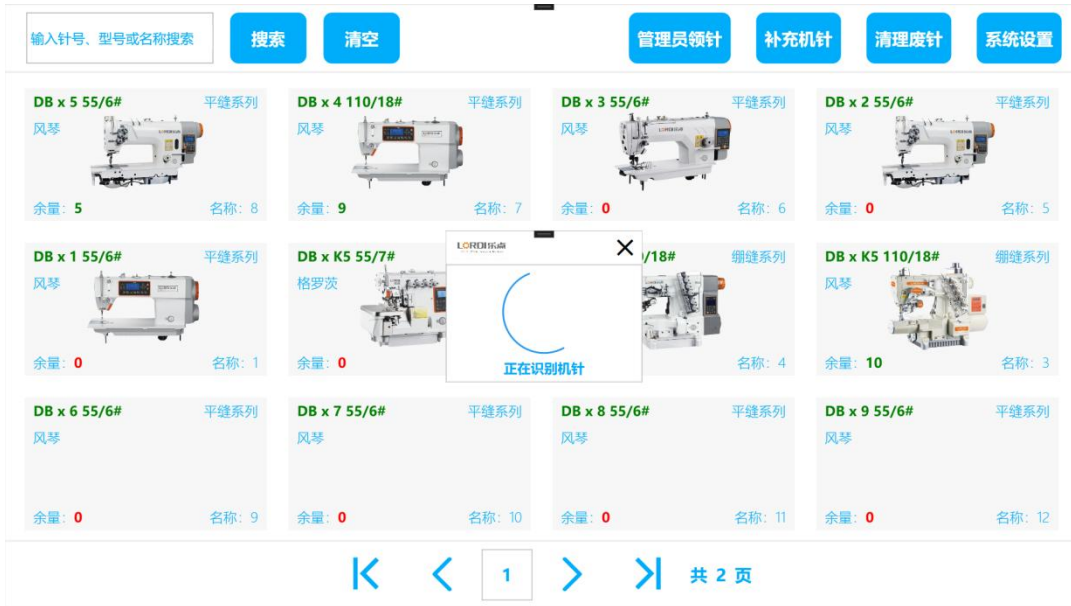 输入针号、型号或名称搜索 搜索 清空 管理员领针 补充机针 清理废针 系统设置
DB x 5 55/6# 平缝系列 DB x 4 110/18# 平缝系列 DB x 3 55/6# 平缝系列 DB x 2 55/6# 平缝系列
风琴 风琴 风琴 风琴
余量: 5 名称: 8 余量: 9 名称: 7 余量: 0 名称: 6 余量: 0 名称: 5
LORDI乐点
DB x 1 55/6# 平缝系列 DB x K5 55/7# /18# 绷缝系列 DB x K5 110/18# 绷缝系列
风琴 格罗茨 风琴
余量: 0 名称: 1 余量: 0 正在识别机针 名称: 4 余量: 10 名称: 3
DB x 6 55/6# 平缝系列 DB x 7 55/6# 平缝系列 DB x 8 55/6# 平缝系列 DB x 9 55/6# 平缝系列
风琴 风琴 风琴 风琴
余量: 0 名称: 9 余量: 0 名称: 10 余量: 0 名称: 11 余量: 0 名称: 12
1 共 2 页